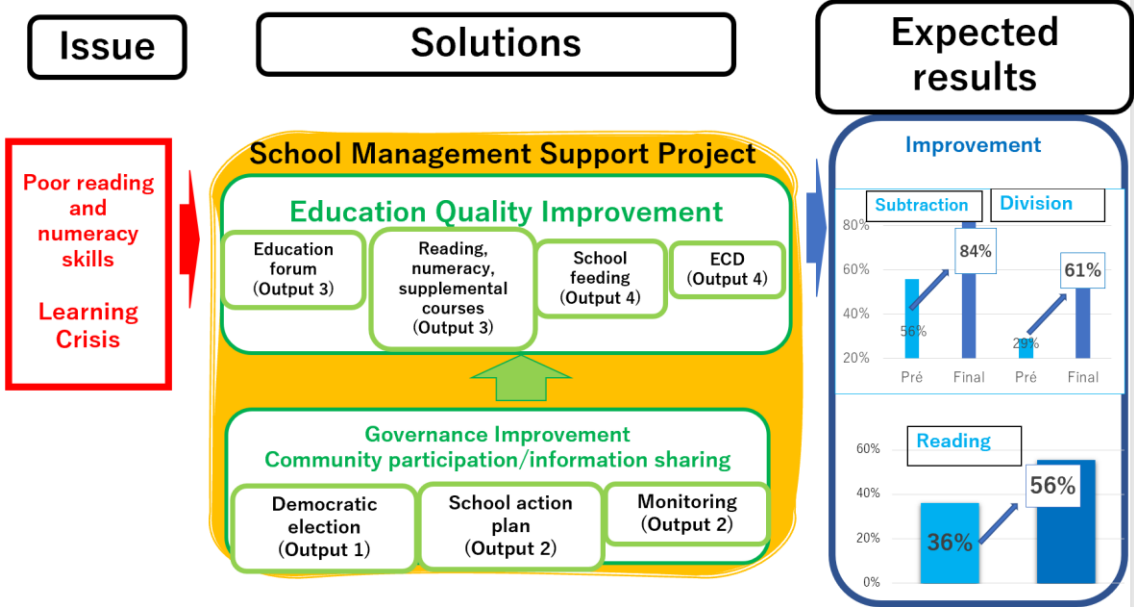 Issue
Solutions
Expected
results
Poor reading
and
numeracy
skills
Learning
Crisis
School Management Support Project
Education Quality Improvement
Education
forum
(Output 3)
Reading,
numeracy,
supplemental
courses
(Output 3)
School
feeding
(Output 4)
ECD
(Output 4)
Governance Improvement
Community participation/information sharing
Democratic
election
(Output 1)
School action
plan
(Output 2)
Monitoring
(Output 2)
Improvement
Subtraction
Division
80%
60%
40%
20%
56%
84%
29%
61%
Pré
Final
Pré
Final
Reading
60%
40%
20%
0%
36%
56%